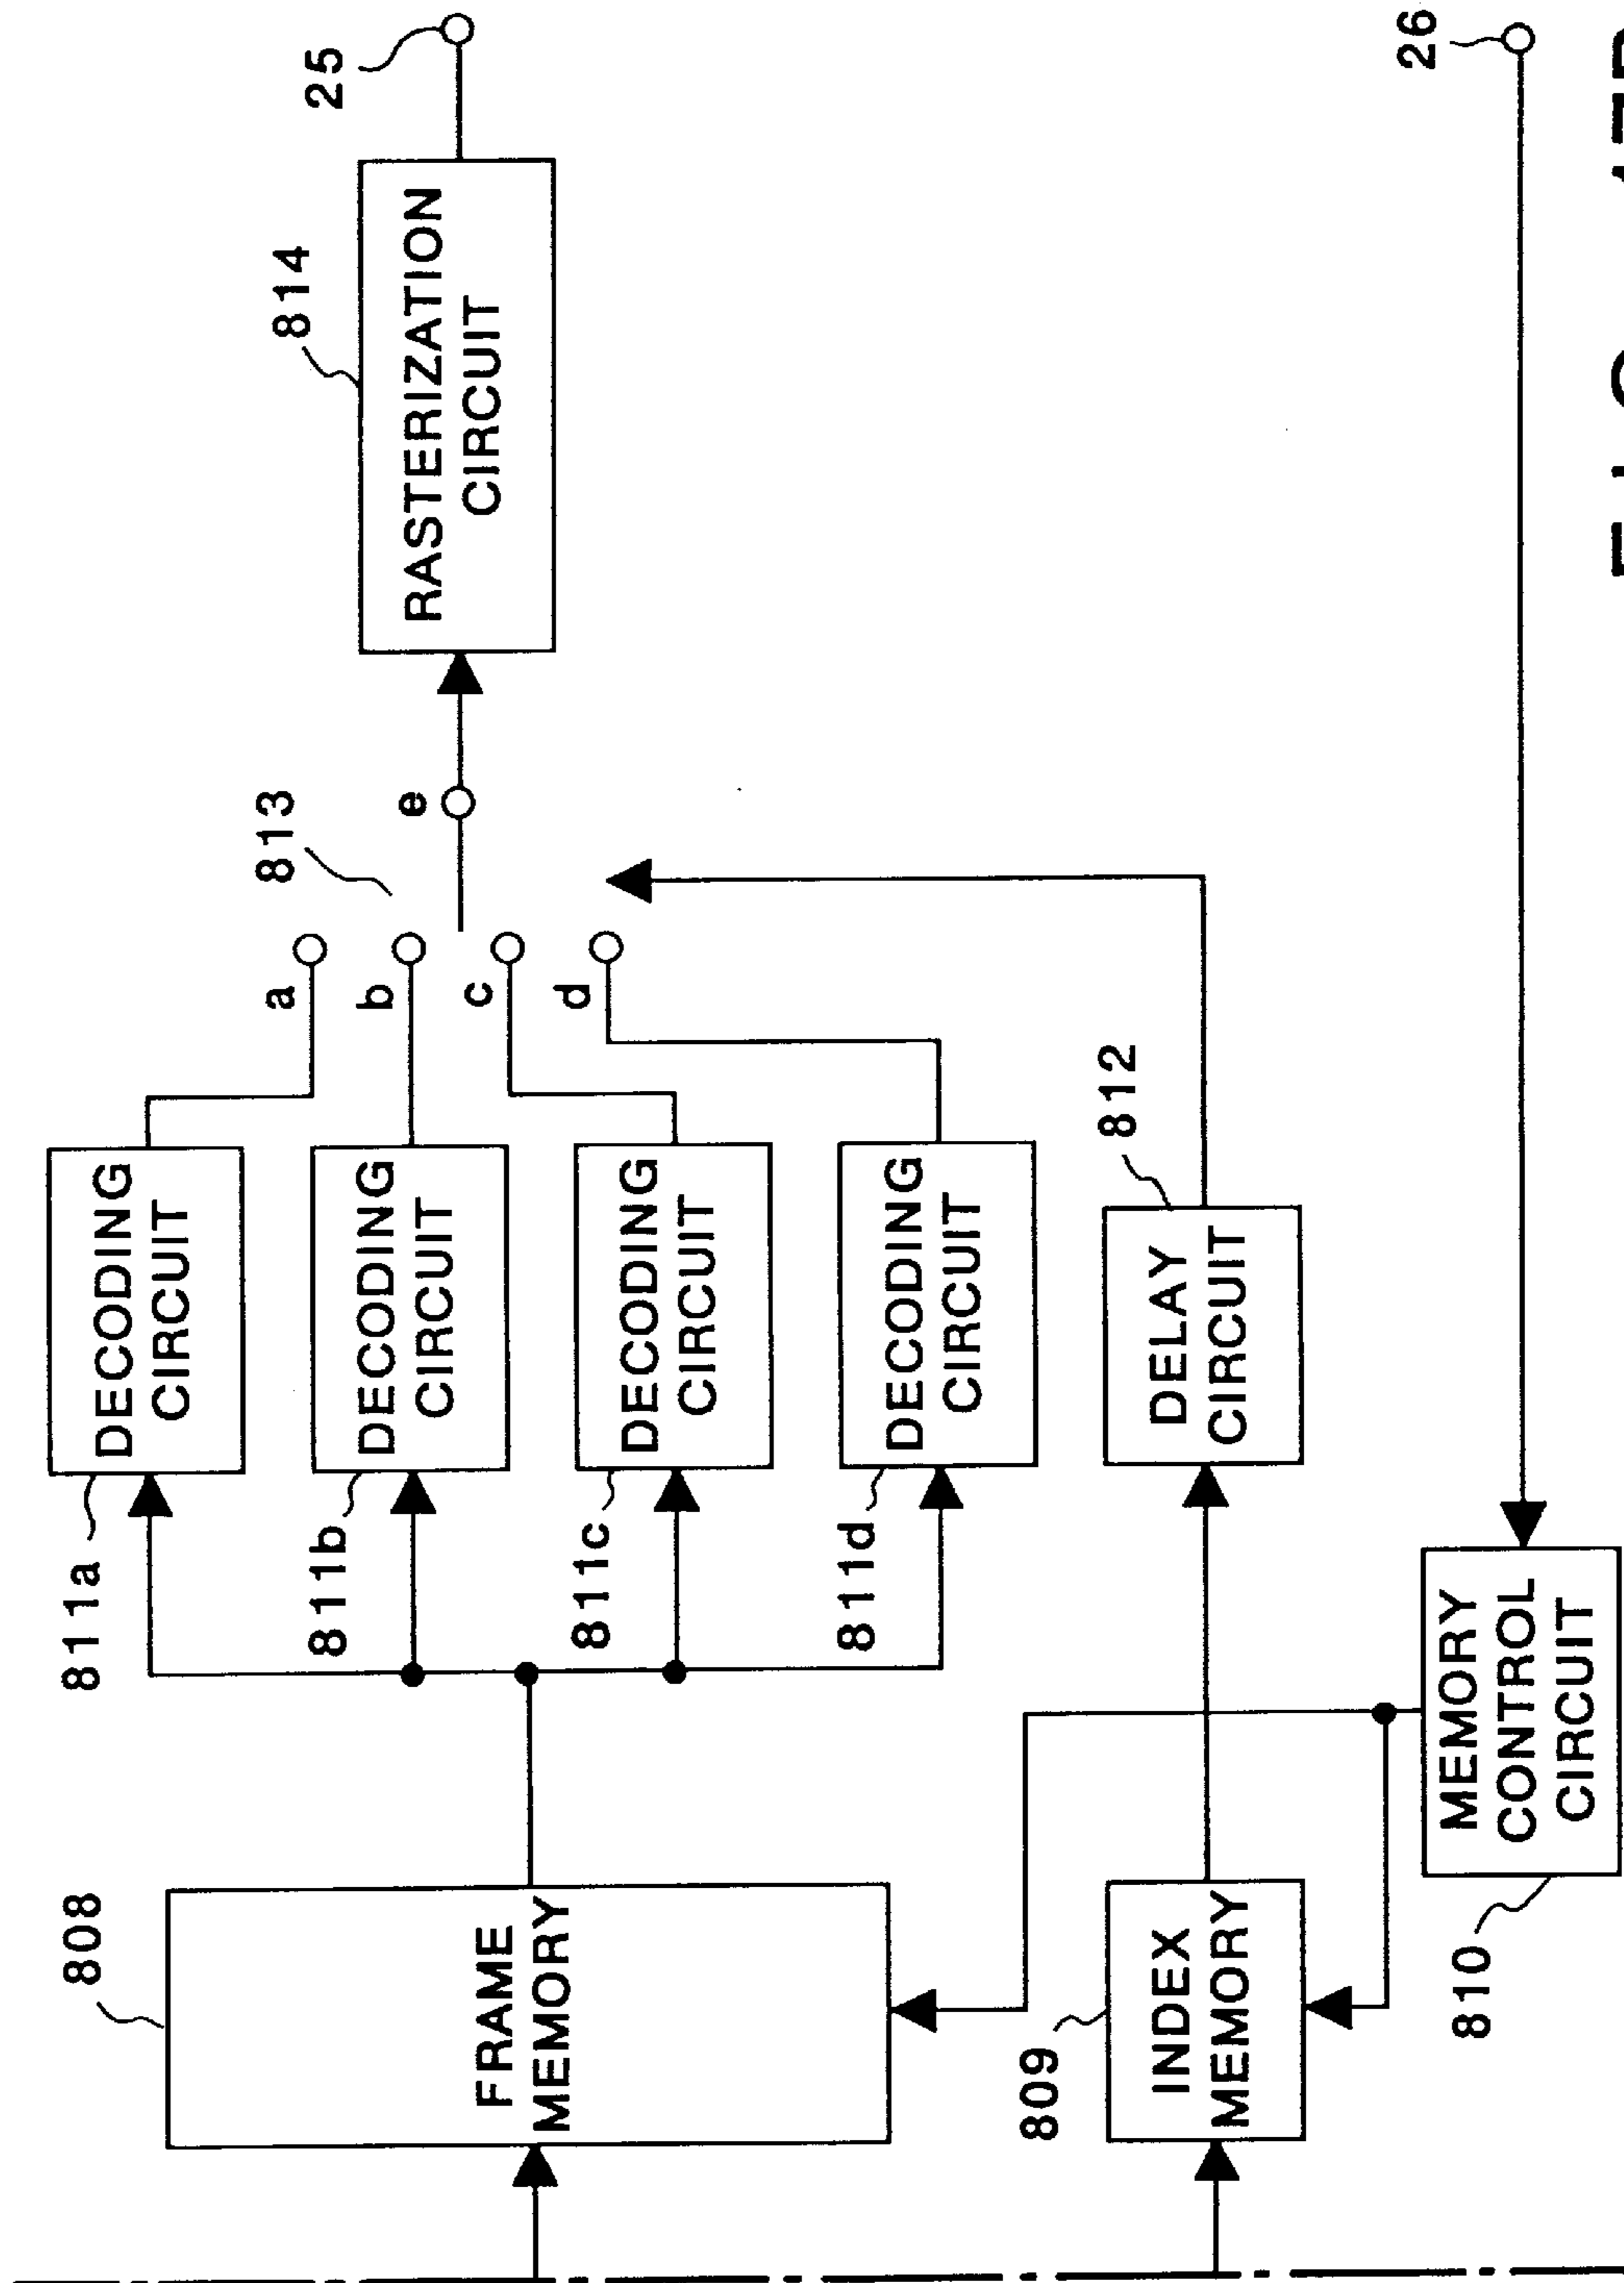 808
FRAME
MEMORY
809
INDEX
MEMORY
810
MEMORY
CONTROL
CIRCUIT
811a
DECODING
CIRCUIT
811b
DECODING
CIRCUIT
811c
DECODING
CIRCUIT
811d
DECODING
CIRCUIT
812
DELAY
CIRCUIT
a
b
c
d
813
e
814
RASTERIZATION
CIRCUIT
25
26